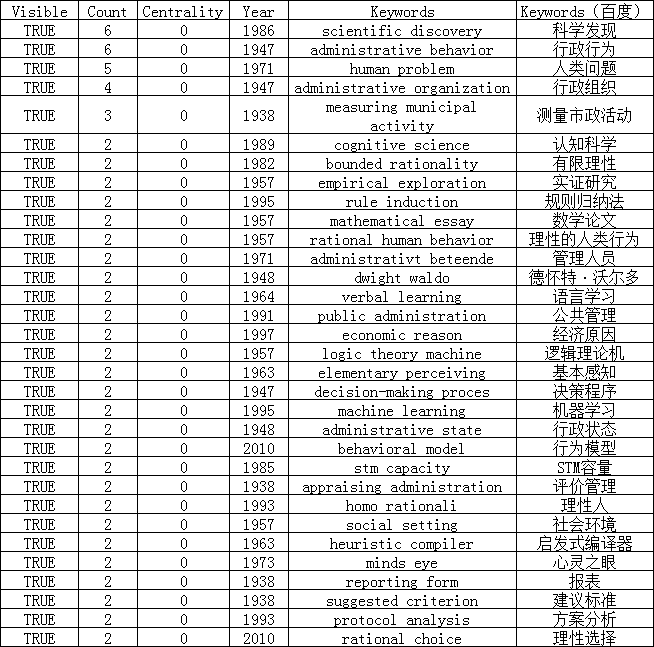 Visible Count Centrality Year Keywords Keywords（百度）
TRUE 6 0 1986 scientific discovery 科学发现
TRUE 6 0 1947 administrative behavior 行政行为
TRUE 5 0 1971 human problem 人类问题
TRUE 4 0 1947 administrative organization 行政组织
TRUE 3 0 1938 measuring municipal activity 测量市政活动
TRUE 2 0 1989 cognitive science 认知科学
TRUE 2 0 1982 bounded rationality 有限理性
TRUE 2 0 1957 empirical exploration 实证研究
TRUE 2 0 1995 rule induction 规则归纳法
TRUE 2 0 1957 mathematical essay 数学论文
TRUE 2 0 1957 rational human behavior 理性的人类行为
TRUE 2 0 1971 administrativt beteende 管理人员
TRUE 2 0 1948 dwight waldo 德怀特·沃尔多
TRUE 2 0 1964 verbal learning 语言学习
TRUE 2 0 1991 public administration 公共管理
TRUE 2 0 1997 economic reason 经济原因
TRUE 2 0 1957 logic theory machine 逻辑理论机
TRUE 2 0 1963 elementary perceiving 基本感知
TRUE 2 0 1947 decision-making proces 决策程序
TRUE 2 0 1995 machine learning 机器学习
TRUE 2 0 1948 administrative state 行政状态
TRUE 2 0 2010 behavioral model 行为模型
TRUE 2 0 1985 stm capacity STM容量
TRUE 2 0 1938 appraising administration 评价管理
TRUE 2 0 1993 homo rationali 理性人
TRUE 2 0 1957 social setting 社会环境
TRUE 2 0 1963 heuristic compiler 启发式编译器
TRUE 2 0 1973 minds eye 心灵之眼
TRUE 2 0 1938 reporting form 报表
TRUE 2 0 1938 suggested criterion 建议标准
TRUE 2 0 1993 protocol analysis 方案分析
TRUE 2 0 2010 rational choice 理性选择